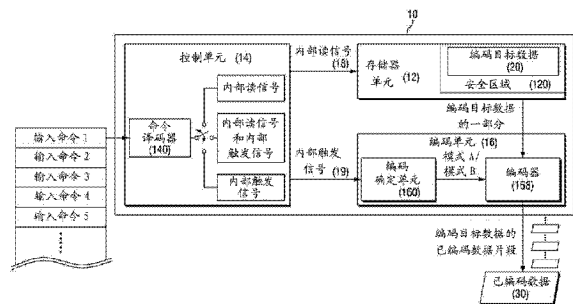 10
控制单元 (14)
内部读信号
内部读信号
和内部
触发信号
内部触发
信号
命令
译码器
(140)
输入命令 1
输入命令 2
输入命令 3
输入命令 4
输入命令 5
内部读信号
(18)
内部触发
信号 (19)
存储器
单元
(12)
编码目标数据
(20)
安全区域 (120)
编码目标数据
的一部分
编码单元 (16)
编码
确定单元
(160)
模式 A/
模式 B
编码器
(168)
编码目标数据的
已编码数据片段
已编码数据
(30)